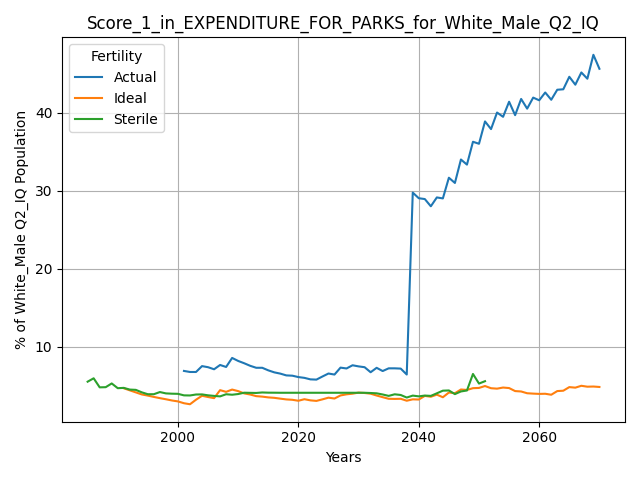 Score_1_in_EXPENDITURE_FOR_PARKS_for_White_Male_Q2_IQ
Fertility
Actual
Ideal
Sterile
% of White_Male Q2_IQ Population
40
30
20
10
2000
2020
2040
2060
Years